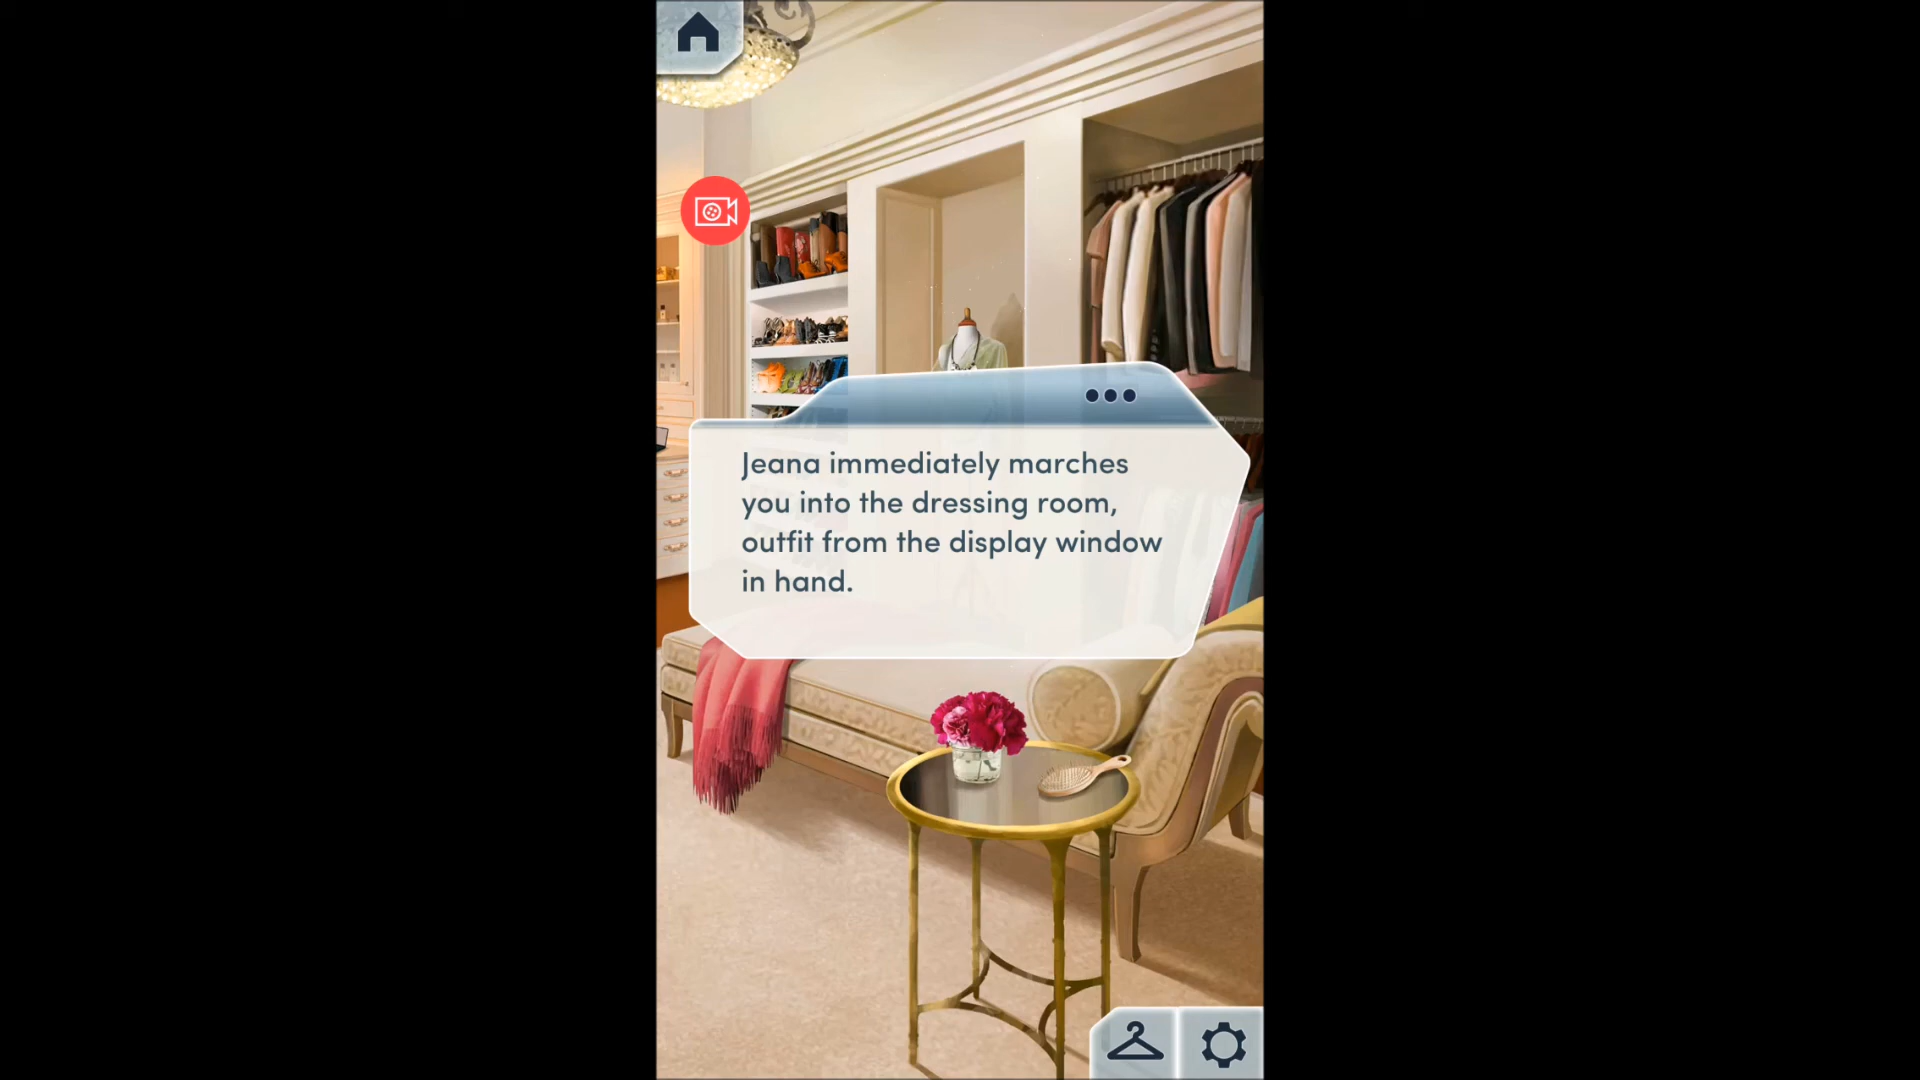 Jeana immediately marches
you into the dressing room,
outfit from the display window
in hand.